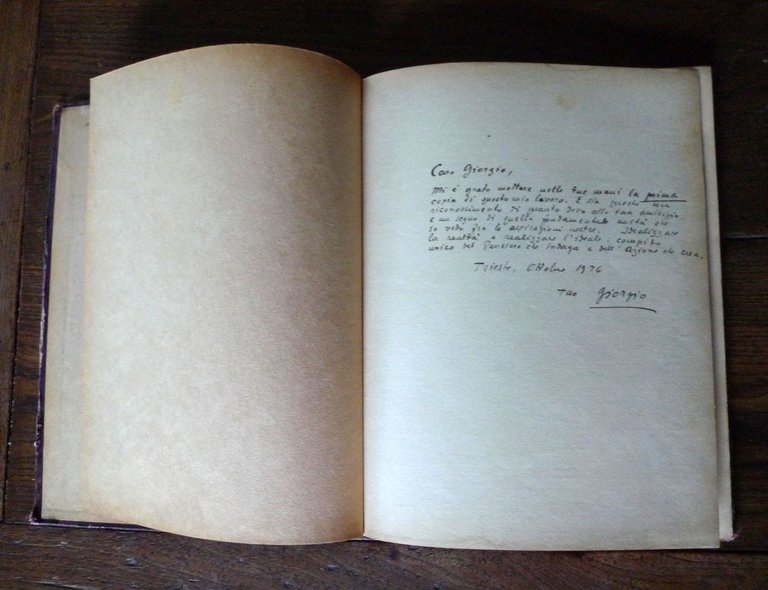 Caro Giorgio,
Mi è grato mettere nelle tue mani la prima
copia di questo mio lavoro. E sia questo un
riconoscimento di quanto devo alla tua amicizia,
e un segno di quella fondamentale unità che
io vedo fra le aspirazioni nostre. Idealizzare
la realtà e realizzare l'ideale: compito
unico del Pensiero che indaga e dell'Azione che crea.
Trieste, Ottobre 1976
Tuo Giorgio